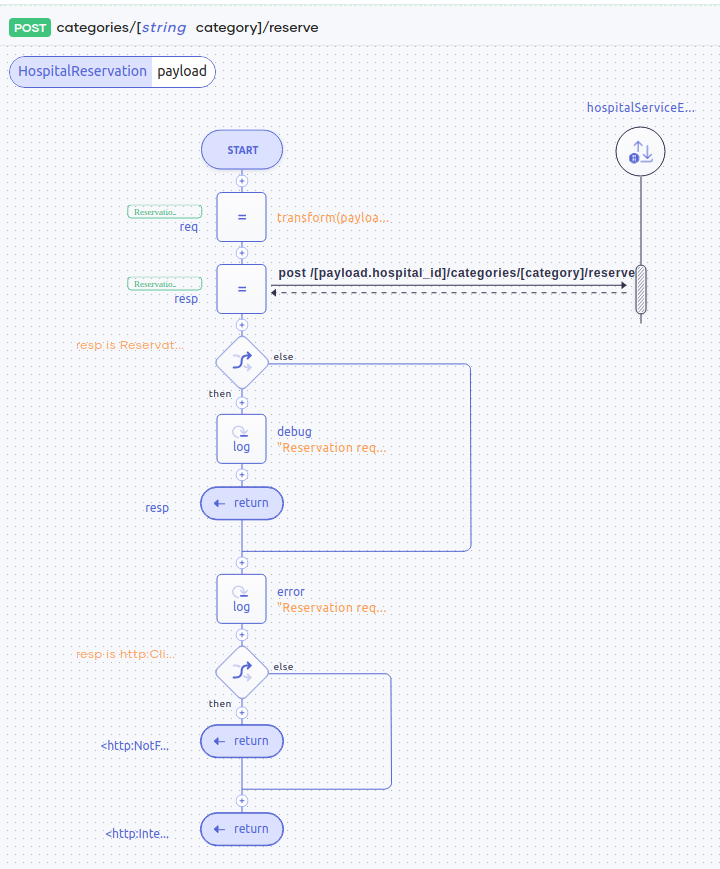 POST categories/[string category]/reserve
HospitalReservation payload
hospitalServiceE...
START
Reservatio..
req
=
transform(payloa...
Reservatio..
resp
=
post /[payload.hospital_id]/categories/[category]/reserve
resp is Reservat...
else
then
log
debug
"Reservation req...
resp
return
log
error
"Reservation req...
resp is http:Cli...
else
then
<http:NotF...
return
<http:Inte...
return